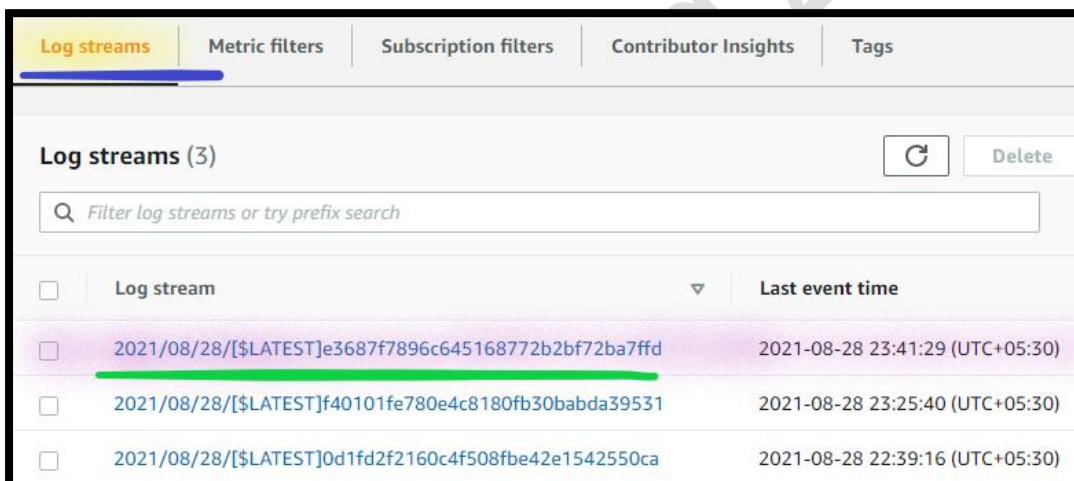 Log streams Metric filters Subscription filters Contributor Insights Tags
Log streams (3) Delete
Filter log streams or try prefix search
Log stream Last event time
2021/08/28/[$LATEST]e3687f7896c645168772b2bf72ba7ffd 2021-08-28 23:41:29 (UTC+05:30)
2021/08/28/[$LATEST]f40101fe780e4c8180fb30babda39531 2021-08-28 23:25:40 (UTC+05:30)
2021/08/28/[$LATEST]0d1fd2f2160c4f508fbe42e1542550ca 2021-08-28 22:39:16 (UTC+05:30)